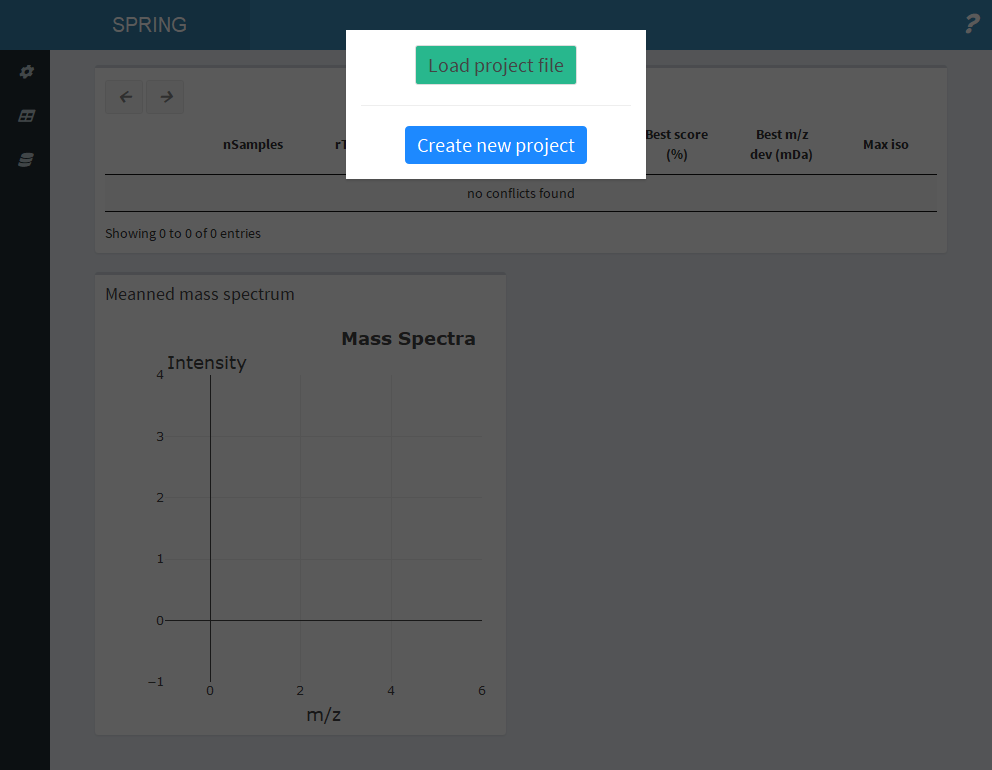 SPRING
?
Load project file
Create new project
nSamples
Best score
(%)
Best m/z
dev (mDa)
Max iso
no conflicts found
Showing 0 to 0 of 0 entries
Meanned mass spectrum
Mass Spectra
Intensity
4
3
2
1
0
−1
0 2 4 6
m/z